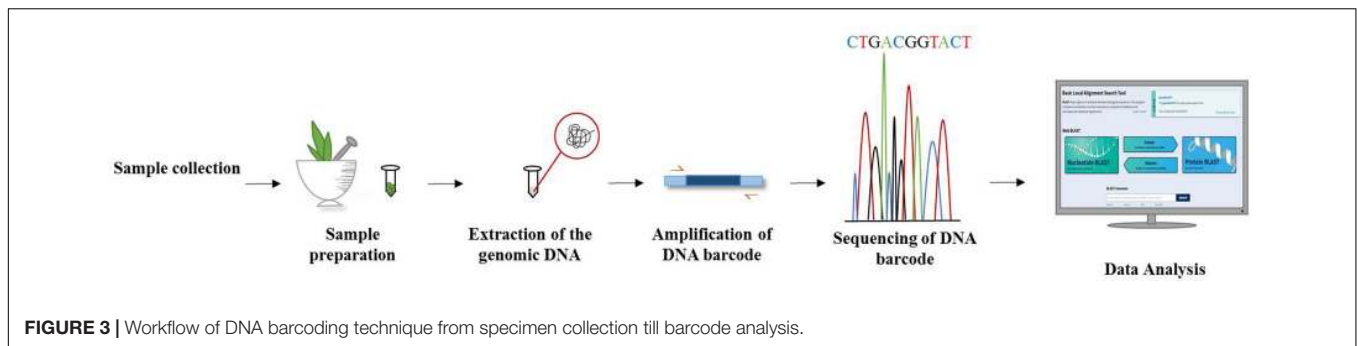 CTGACGGTACT
Sample collection
Sample
preparation
Extraction of the
genomic DNA
Amplification of
DNA barcode
Sequencing of DNA
barcode
Basic Local Alignment Search Tool
Web BLAST
Nucleotide BLAST
Protein BLAST
Data Analysis
FIGURE 3 | Workflow of DNA barcoding technique from specimen collection till barcode analysis.